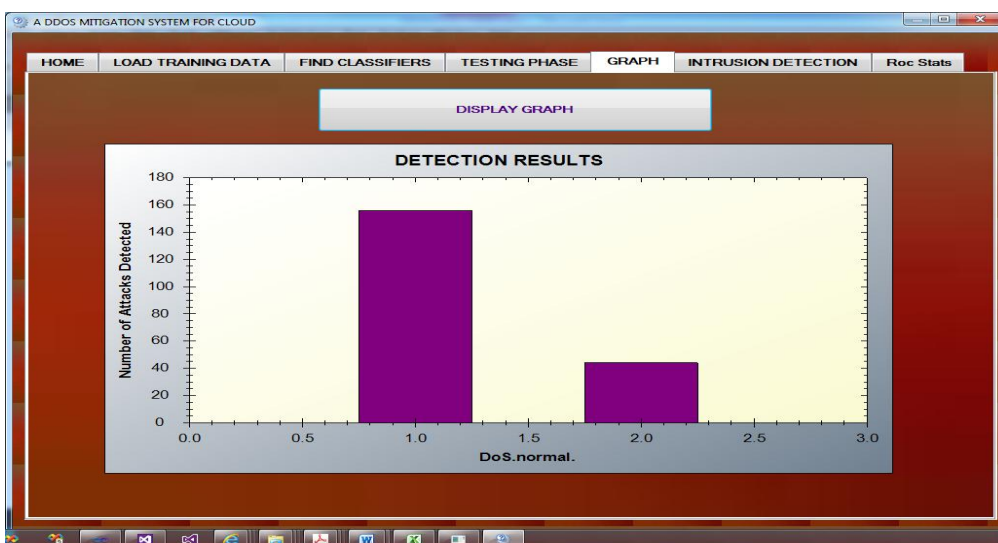 A DDOS MITIGATION SYSTEM FOR CLOUD
HOME LOAD TRAINING DATA FIND CLASSIFIERS TESTING PHASE GRAPH INTRUSION DETECTION Roc Stats
DISPLAY GRAPH
DETECTION RESULTS
Number of Attacks Detected
180
160
140
120
100
80
60
40
20
0
0.0 0.5 1.0 1.5 2.0 2.5 3.0
DoS.normal.